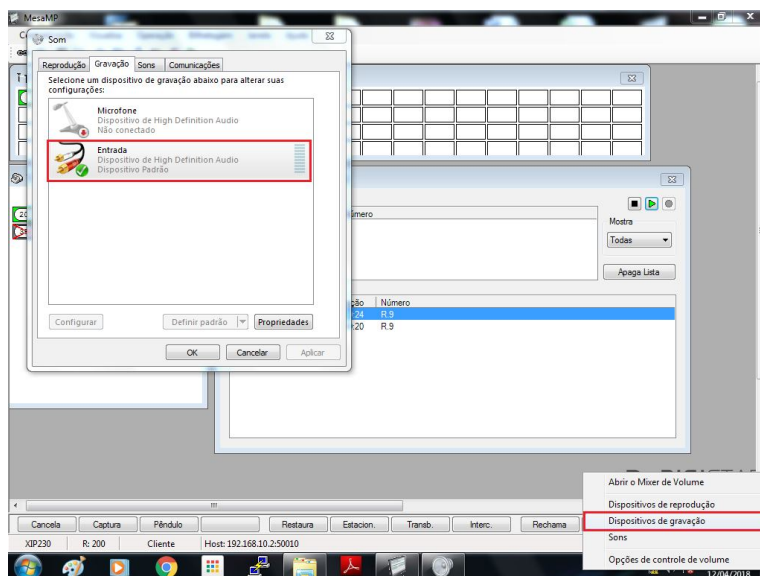 MesaMP
Som
Reprodução Gravação Sons Comunicações
Selecione um dispositivo de gravação abaixo para alterar suas
configurações:
Microfone
Dispositivo de High Definition Audio
Não conectado
Entrada
Dispositivo de High Definition Audio
Dispositivo Padrão
Configurar Definir padrão Propriedades
OK Cancelar Aplicar
Mostra
Todas
Apaga Lista
Número
R.9
R.9
Abrir o Mixer de Volume
Dispositivos de reprodução
Dispositivos de gravação
Sons
Opções de controle de volume
Cancela Captura Pêndulo Restaura Estacion. Transb. Interc. Rechama
XIP230 R: 200 Cliente Host: 192.168.10.2:50010
12/04/2018